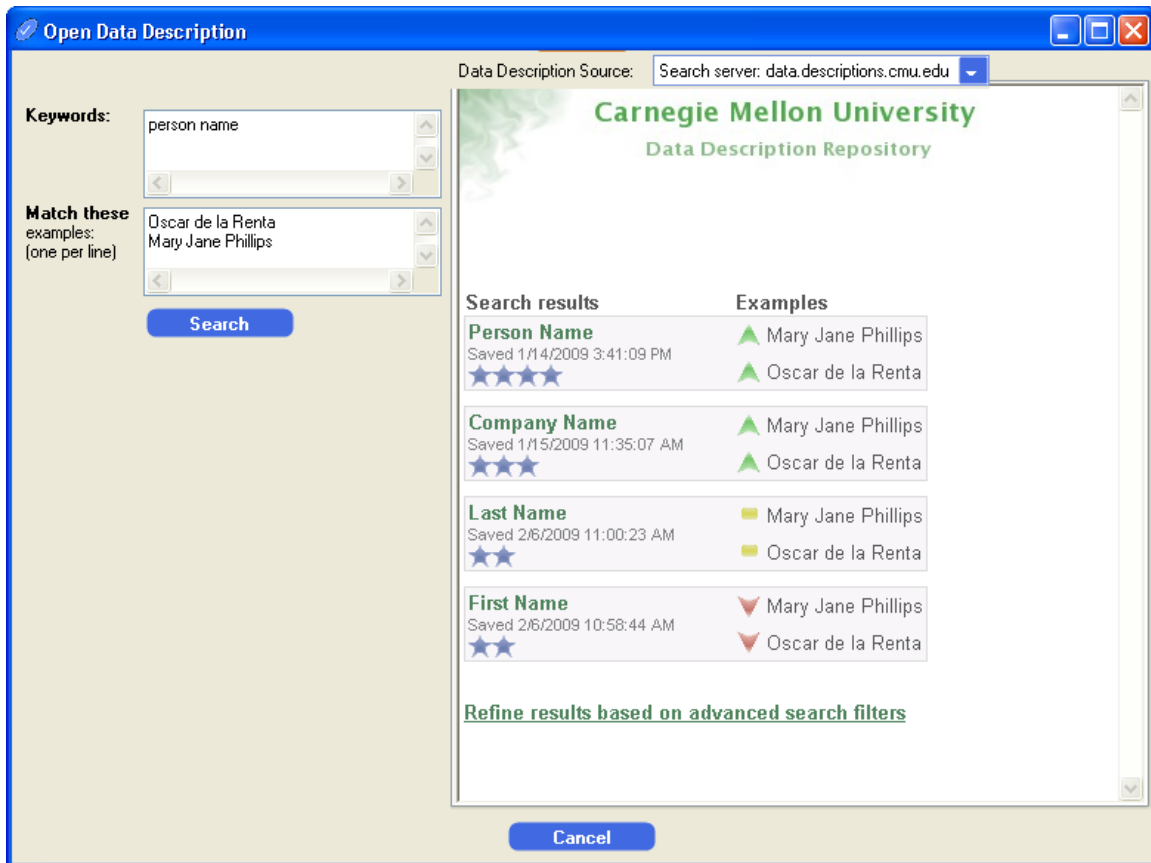 Open Data Description
Data Description Source: Search server: data.descriptions.cmu.edu
Keywords:
person name
Match these
examples:
(one per line)
Oscar de la Renta
Mary Jane Phillips
Search
Carnegie Mellon University
Data Description Repository
Search results Examples
Person Name
Saved 1/14/2009 3:41:09 PM
Mary Jane Phillips
Oscar de la Renta
Company Name
Saved 1/15/2009 11:35:07 AM
Mary Jane Phillips
Oscar de la Renta
Last Name
Saved 2/6/2009 11:00:23 AM
Mary Jane Phillips
Oscar de la Renta
First Name
Saved 2/6/2009 10:58:44 AM
Mary Jane Phillips
Oscar de la Renta
Refine results based on advanced search filters
Cancel